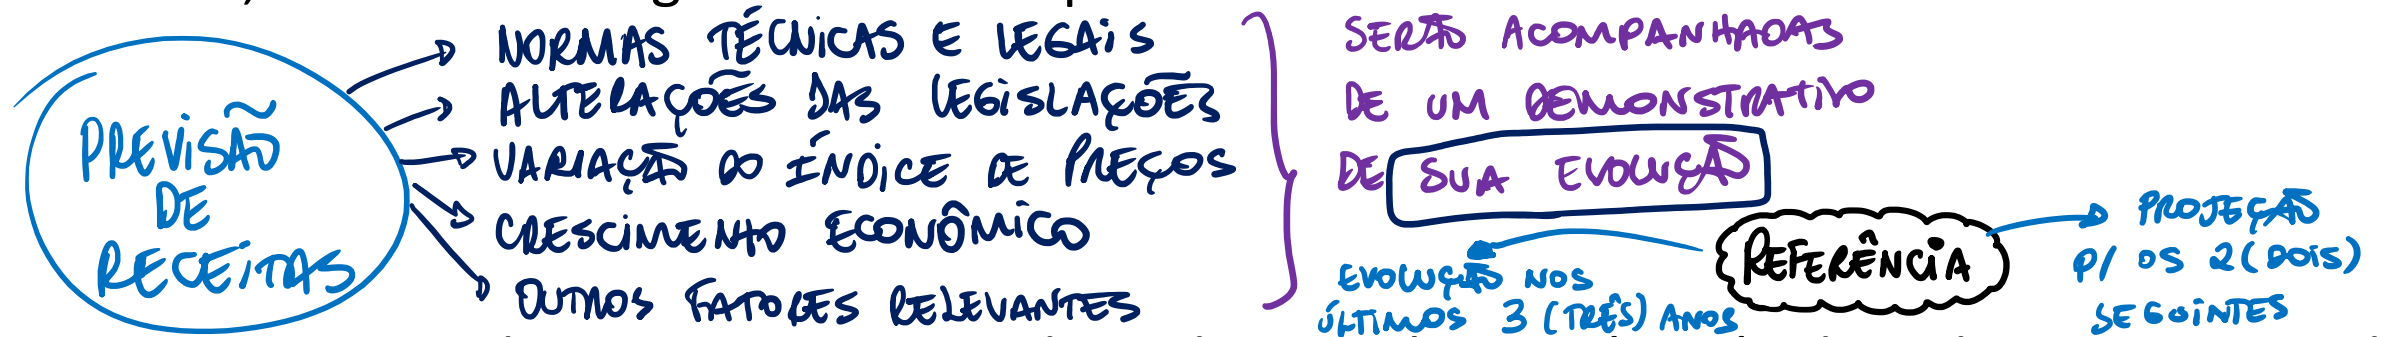 PREVISÃO
DE
RECEITAS
NORMAS TÉCNICAS E LEGAIS
ALTERAÇÕES DAS LEGISLAÇÕES
VARIAÇÃO DO ÍNDICE DE PREÇOS
CRESCIMENTO ECONÔMICO
OUTROS FATORES RELEVANTES
SERÃO ACOMPANHADAS
DE UM DEMONSTRATIVO
DE SUA EVOLUÇÃO
REFERÊNCIA
EVOLUÇÃO NOS
ÚLTIMOS 3 (TRÊS) ANOS
PROJEÇÃO
P/ OS 2 (DOIS)
SEGUINTES